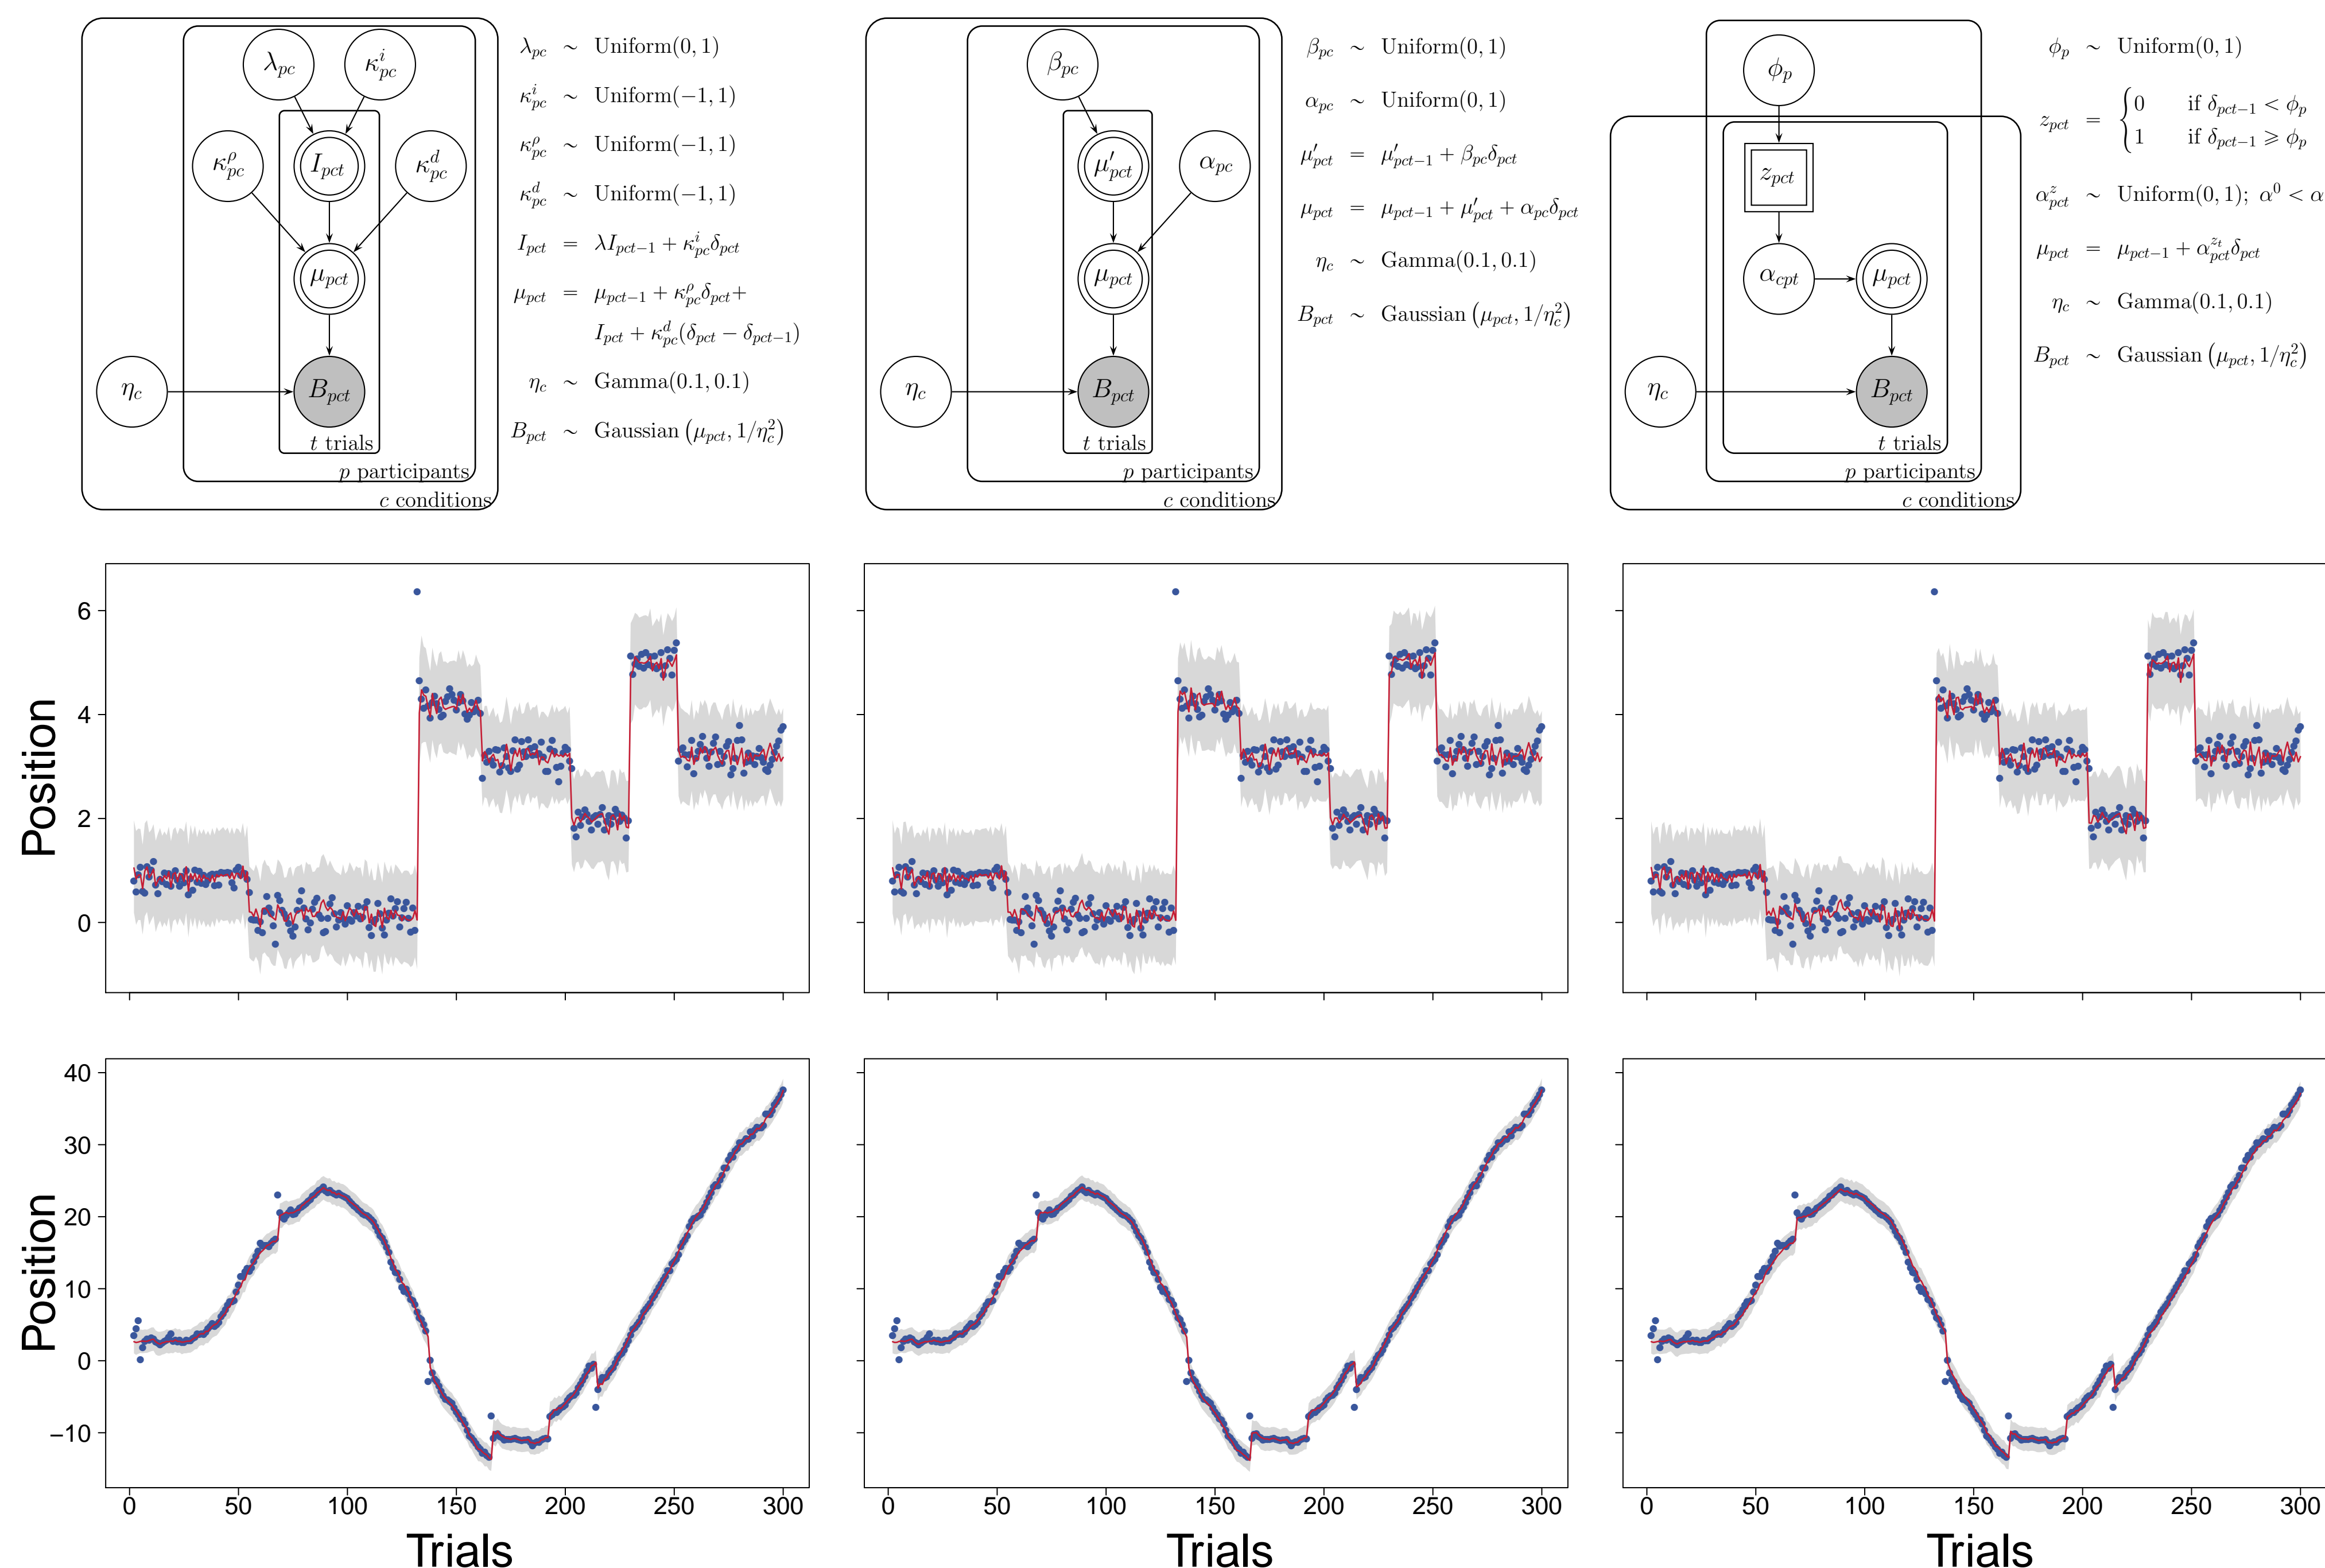 λ_pc
κ^i_pc
κ^ρ_pc
I_pct
κ^d_pc
μ_pct
η_c
B_pct
t trials
p participants
c conditions
λ_pc ∼ Uniform(0, 1)
κ^i_pc ∼ Uniform(−1, 1)
κ^ρ_pc ∼ Uniform(−1, 1)
κ^d_pc ∼ Uniform(−1, 1)
I_pct = λI_pct−1 + κ^i_pc δ_pct
μ_pct = μ_pct−1 + κ^ρ_pc δ_pct+
I_pct + κ^d_pc(δ_pct − δ_pct−1)
η_c ∼ Gamma(0.1, 0.1)
B_pct ∼ Gaussian (μ_pct, 1/η_c^2)
β_pc
μ′_pct
α_pc
μ_pct
η_c
B_pct
t trials
p participants
c conditions
β_pc ∼ Uniform(0, 1)
α_pc ∼ Uniform(0, 1)
μ′_pct = μ′_pct−1 + β_pc δ_pct
μ_pct = μ_pct−1 + μ′_pct + α_pc δ_pct
η_c ∼ Gamma(0.1, 0.1)
B_pct ∼ Gaussian (μ_pct, 1/η_c^2)
ϕ_p
z_pct
α_cpt
μ_pct
η_c
B_pct
t trials
p participants
c conditions
ϕ_p ∼ Uniform(0, 1)
z_pct = {0 if δ_pct−1 < ϕ_p
1 if δ_pct−1 ⩾ ϕ_p
α^z_pct ∼ Uniform(0, 1); α^0 < α
μ_pct = μ_pct−1 + α^z_t_pct δ_pct
η_c ∼ Gamma(0.1, 0.1)
B_pct ∼ Gaussian (μ_pct, 1/η_c^2)
Position
6
4
2
0
Position
40
30
20
10
0
−10
0 50 100 150 200 250 300
0 50 100 150 200 250 300
0 50 100 150 200 250 300
Trials
Trials
Trials